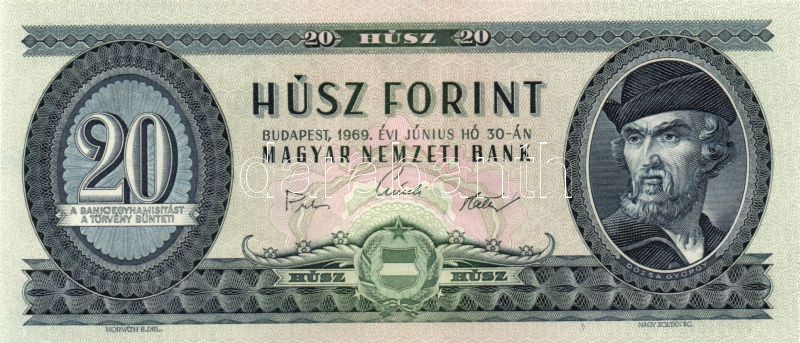 20 HÚSZ 20
HÚSZ FORINT
BUDAPEST, 1969. ÉVI JÚNIUS HÓ 30-ÁN
MAGYAR NEMZETI BANK
20
A BANKJEGYHAMISÍTÁST
A TÖRVÉNY BÜNTETI
DÓZSA GYÖRGY
HÚSZ HÚSZ
HORVÁTH E. DEL.
NAGY ZOLTÁN SC.